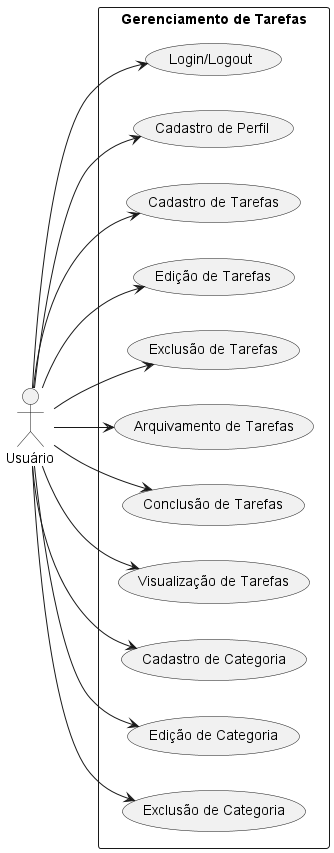 Gerenciamento de Tarefas
Login/Logout
Cadastro de Perfil
Cadastro de Tarefas
Edição de Tarefas
Exclusão de Tarefas
Arquivamento de Tarefas
Usuário
Conclusão de Tarefas
Visualização de Tarefas
Cadastro de Categoria
Edição de Categoria
Exclusão de Categoria